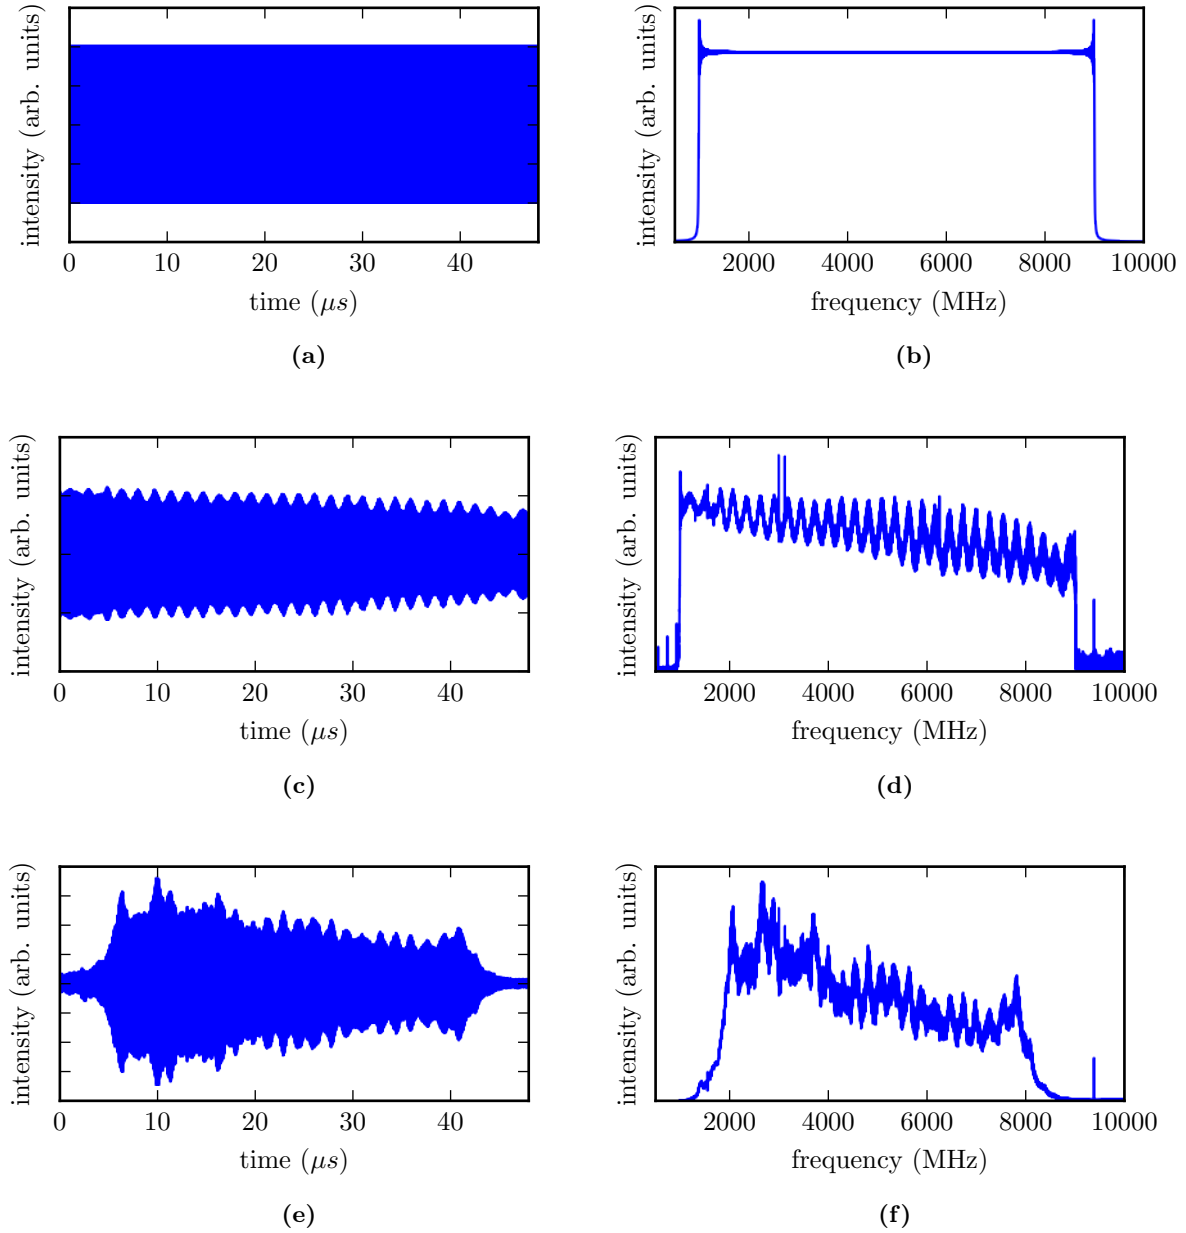 intensity (arb. units)
0 10 20 30 40
time (μs)
(a)
intensity (arb. units)
2000 4000 6000 8000 10000
frequency (MHz)
(b)
intensity (arb. units)
0 10 20 30 40
time (μs)
(c)
intensity (arb. units)
2000 4000 6000 8000 10000
frequency (MHz)
(d)
intensity (arb. units)
0 10 20 30 40
time (μs)
(e)
intensity (arb. units)
2000 4000 6000 8000 10000
frequency (MHz)
(f)